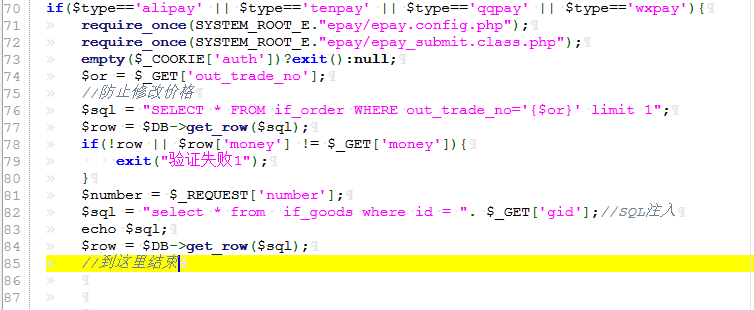 70 if($type=='alipay' || $type=='tenpay' || $type=='qqpay' || $type=='wxpay'){
71 require_once(SYSTEM_ROOT_E."epay/epay.config.php");
72 require_once(SYSTEM_ROOT_E."epay/epay_submit.class.php");
73 empty($_COOKIE['auth'])?exit():null;
74 $or = $_GET['out_trade_no'];
75 //防止修改价格
76 $sql = "SELECT * FROM if_order WHERE out_trade_no='{$or}' limit 1";
77 $row = $DB->get_row($sql);
78 if(!row || $row['money'] != $_GET['money']){
79 exit("验证失败1");
80 }
81 $number = $_REQUEST['number'];
82 $sql = "select * from  if_goods where id = ". $_GET['gid'];//SQL注入
83 echo $sql;
84 $row = $DB->get_row($sql);
85 //到这里结束
86
87